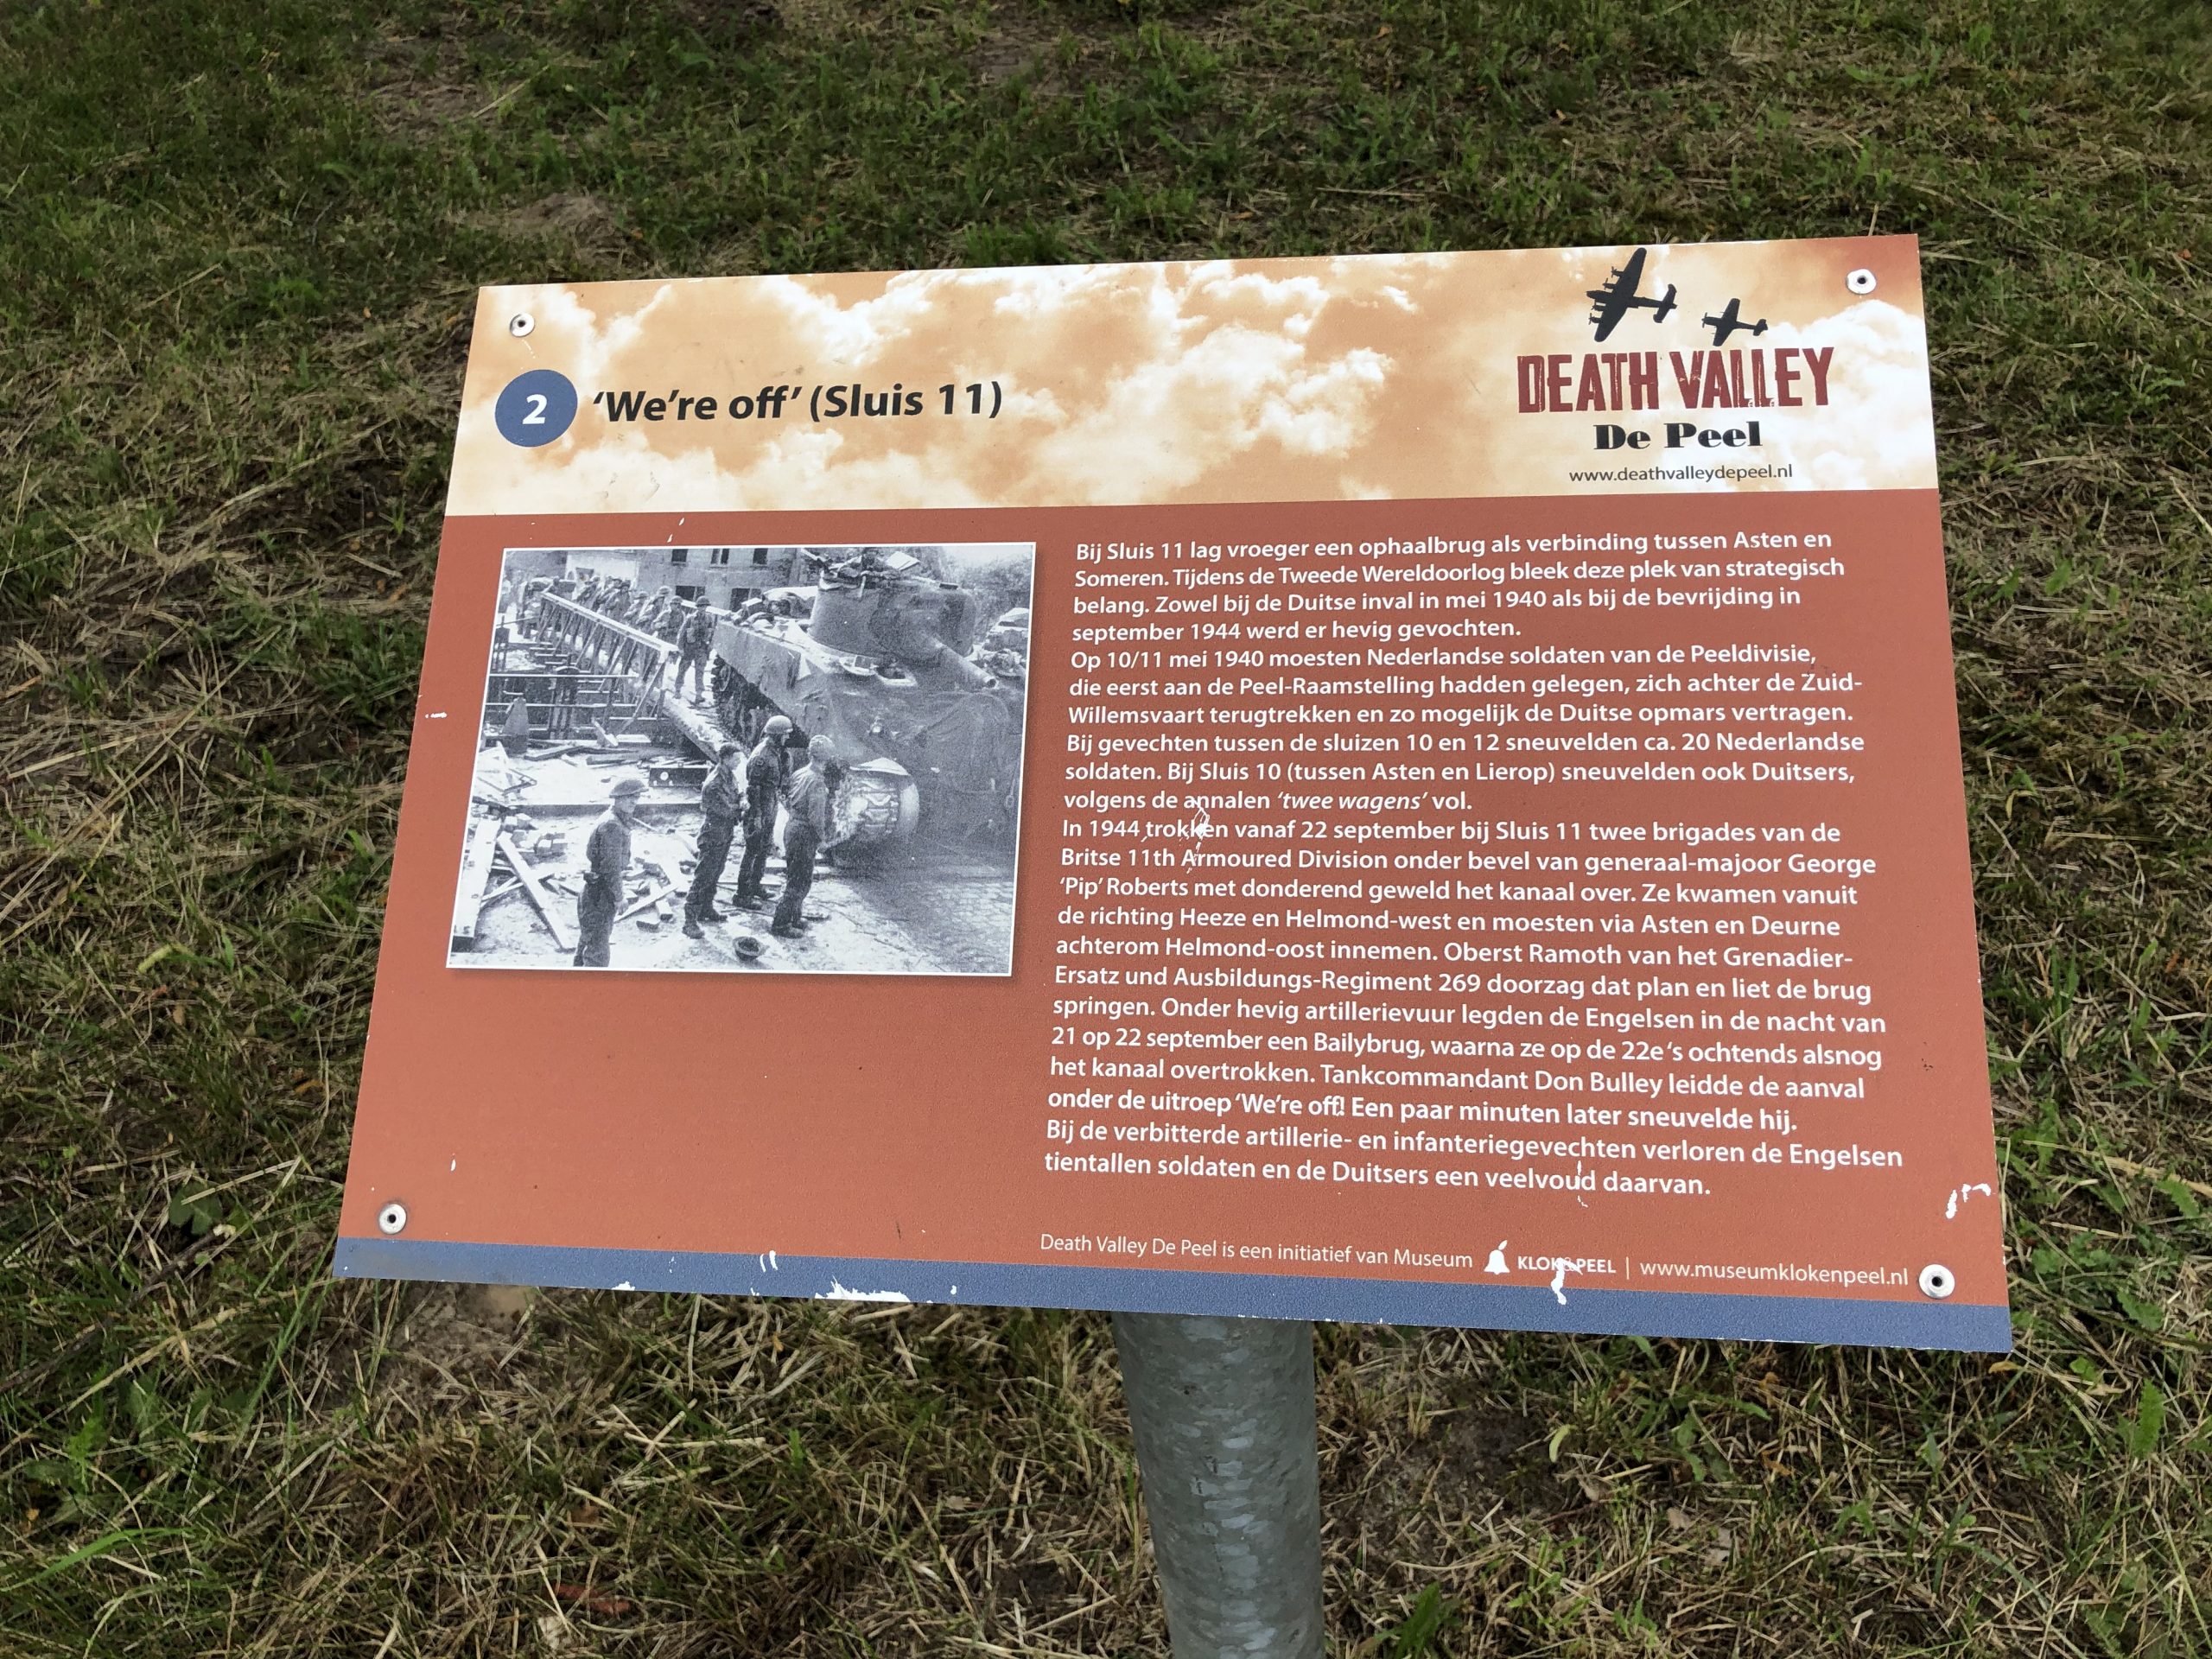 2 ‘We’re off’ (Sluis 11)
DEATH VALLEY
De Peel
www.deathvalleydepeel.nl
Bij Sluis 11 lag vroeger een ophaalbrug als verbinding tussen Asten en
Someren. Tijdens de Tweede Wereldoorlog bleek deze plek van strategisch
belang. Zowel bij de Duitse inval in mei 1940 als bij de bevrijding in
september 1944 werd er hevig gevochten.
Op 10/11 mei 1940 moesten Nederlandse soldaten van de Peeldivisie,
die eerst aan de Peel-Raamstelling hadden gelegen, zich achter de Zuid-
Willemsvaart terugtrekken en zo mogelijk de Duitse opmars vertragen.
Bij gevechten tussen de sluizen 10 en 12 sneuvelden ca. 20 Nederlandse
soldaten. Bij Sluis 10 (tussen Asten en Lierop) sneuvelden ook Duitsers,
volgens de annalen ‘twee wagens’ vol.
In 1944 trokken vanaf 22 september bij Sluis 11 twee brigades van de
Britse 11th Armoured Division onder bevel van generaal-majoor George
‘Pip’ Roberts met donderend geweld het kanaal over. Ze kwamen vanuit
de richting Heeze en Helmond-west en moesten via Asten en Deurne
achterom Helmond-oost innemen. Oberst Ramoth van het Grenadier-
Ersatz und Ausbildungs-Regiment 269 doorzag dat plan en liet de brug
springen. Onder hevig artillerievuur legden de Engelsen in de nacht van
21 op 22 september een Bailybrug, waarna ze op de 22e ‘s ochtends alsnog
het kanaal overtrokken. Tankcommandant Don Bulley leidde de aanval
onder de uitroep ‘We’re off! Een paar minuten later sneuvelde hij.
Bij de verbitterde artillerie- en infanteriegevechten verloren de Engelsen
tientallen soldaten en de Duitsers een veelvoud daarvan.
Death Valley De Peel is een initiatief van Museum KLOK&PEEL | www.museumklokenpeel.nl